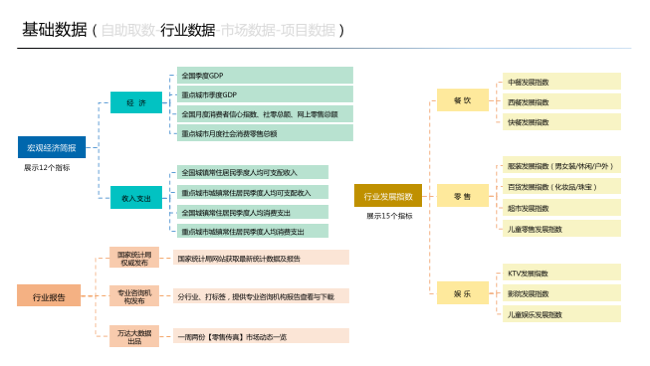 基础数据（自助取数-行业数据-市场数据-项目数据）
宏观经济简报
展示12个指标
经 济
全国季度GDP
重点城市季度GDP
全国月度消费者信心指数、社零总额、网上零售总额
重点城市月度社会消费零售总额
收入支出
全国城镇常住居民季度人均可支配收入
重点城市城镇常住居民季度人均可支配收入
全国城镇常住居民季度人均消费支出
重点城市城镇常住居民季度人均消费支出
行业报告
国家统计局
权威发布
国家统计局网站获取最新统计数据及报告
专业咨询机
构发布
分行业、打标签，提供专业咨询机构报告查看与下载
万达大数据
出品
一周两份【零售传真】市场动态一览
行业发展指数
展示15个指标
餐 饮
中餐发展指数
西餐发展指数
快餐发展指数
零 售
服装发展指数（男女装/休闲/户外）
百货发展指数（化妆品/珠宝）
超市发展指数
儿童零售发展指数
娱 乐
KTV发展指数
影院发展指数
儿童娱乐发展指数